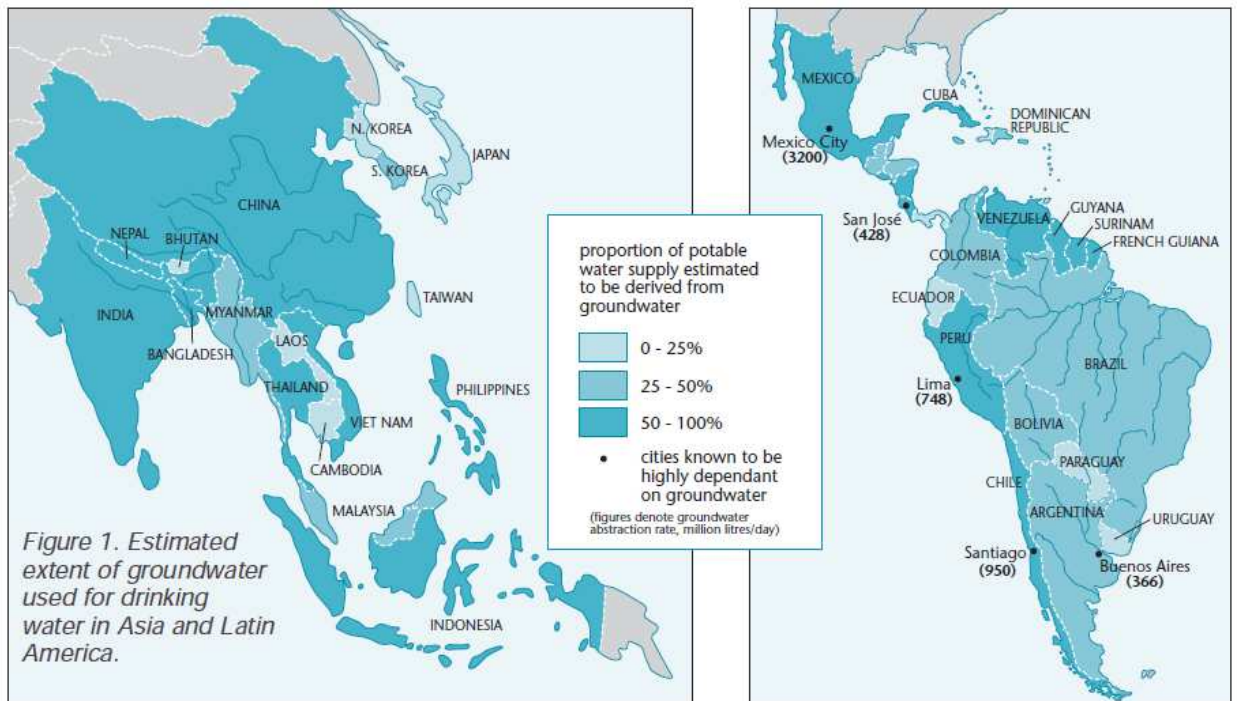 N. KOREA
JAPAN
S. KOREA
CHINA
NEPAL
BHUTAN
TAIWAN
INDIA
MYANMAR
LAOS
BANGLADESH
THAILAND
PHILIPPINES
VIET NAM
CAMBODIA
MALAYSIA
INDONESIA
Figure 1. Estimated
extent of groundwater
used for drinking
water in Asia and Latin
America.
proportion of potable
water supply estimated
to be derived from
groundwater
0 - 25%
25 - 50%
50 - 100%
cities known to be
highly dependant
on groundwater
(figures denote groundwater
abstraction rate, million litres/day)
MEXICO
CUBA
DOMINICAN
REPUBLIC
Mexico City
(3200)
San José
(428)
VENEZUELA
GUYANA
SURINAM
FRENCH GUIANA
COLOMBIA
ECUADOR
PERU
BRAZIL
Lima
(748)
BOLIVIA
PARAGUAY
CHILE
ARGENTINA
URUGUAY
Santiago
(950)
Buenos Aires
(366)